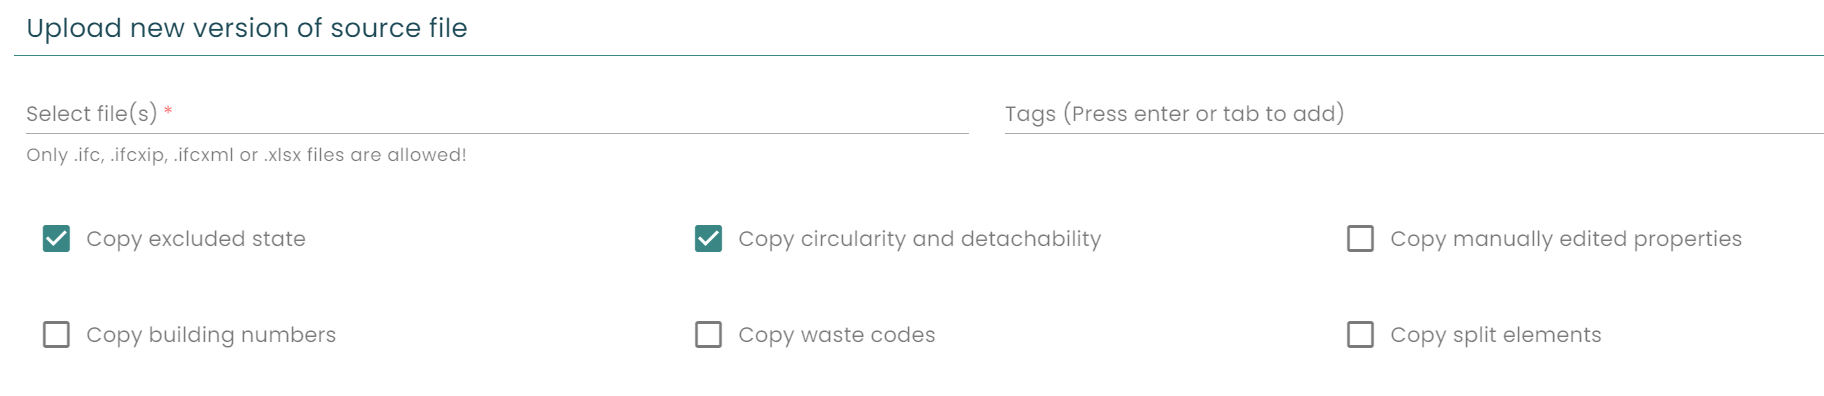 Upload new version of source file
Select file(s) *
Tags (Press enter or tab to add)
Only .ifc, .ifcxip, .ifcxml or .xlsx files are allowed!
Copy excluded state
Copy circularity and detachability
Copy manually edited properties
Copy building numbers
Copy waste codes
Copy split elements